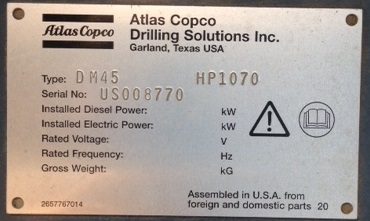 Atlas Copco
Atlas Copco
Drilling Solutions Inc.
Garland, Texas USA
Type: DM45 HP1070
Serial No: US008770
Installed Diesel Power: kW
Installed Electric Power: kW
Rated Voltage: V
Rated Frequency: Hz
Gross Weight: kG
Assembled in U.S.A. from
2657767014 foreign and domestic parts 20